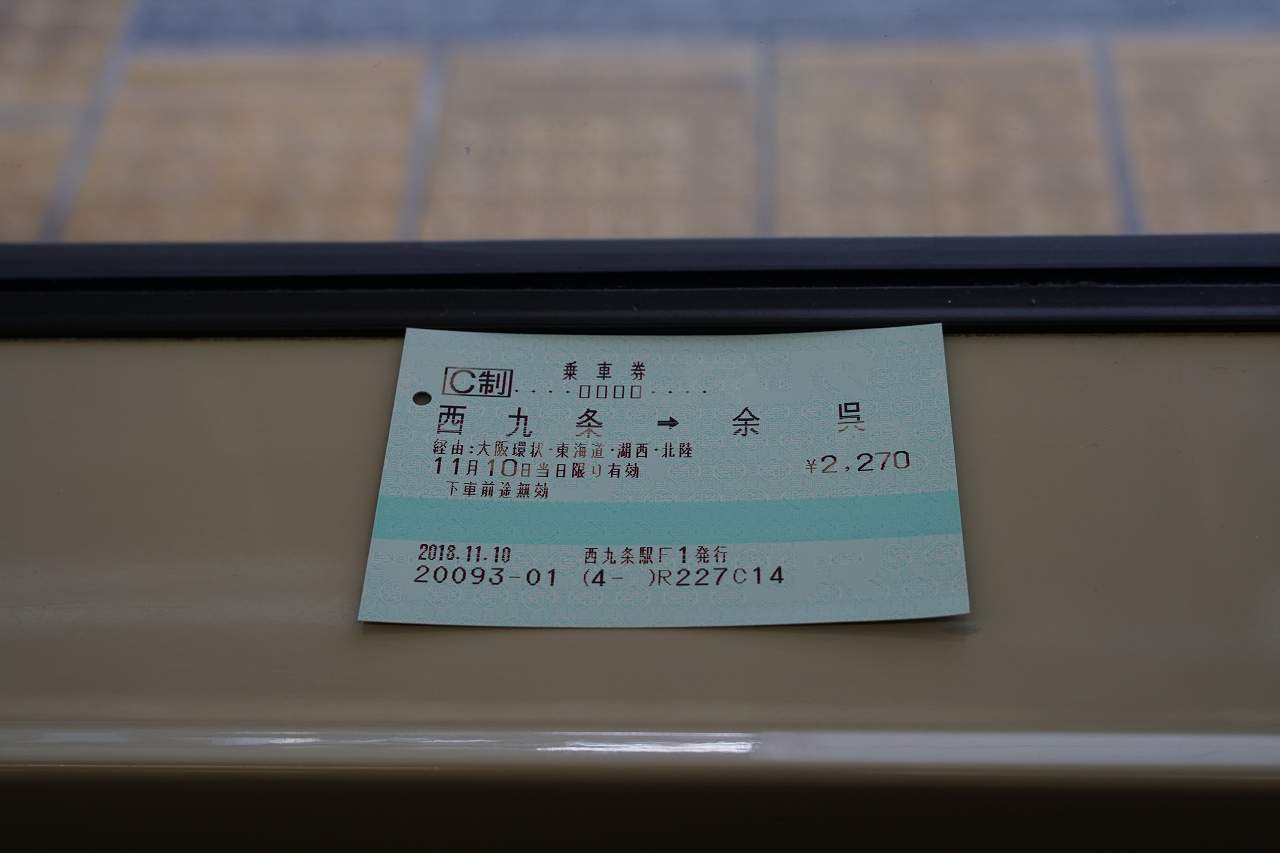 乗車券
C制 ....□□□□....
西九条 → 余呉
経由:大阪環状・東海道・湖西・北陸
11月10日当日限り有効 ¥2,270
下車前途無効
2018.11.10 西九条駅F1発行
20093-01 (4- )R227C14